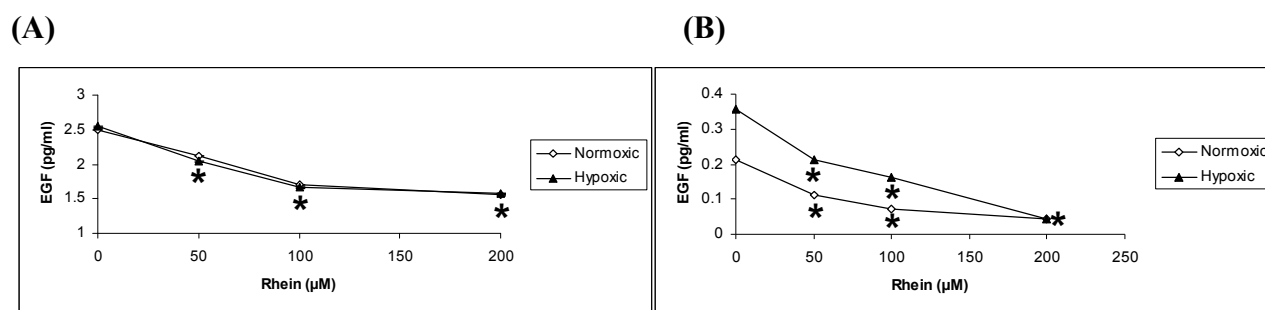 (A)
(B)
3
2.5
2
1.5
1
EGF (pg/ml)
0
50
100
150
200
Rhein (µM)
Normoxic
Hypoxic
*
*
*
0.4
0.3
0.2
0.1
0
EGF (pg/ml)
0
50
100
150
200
250
Rhein (µM)
Normoxic
Hypoxic
*
*
*
*
*